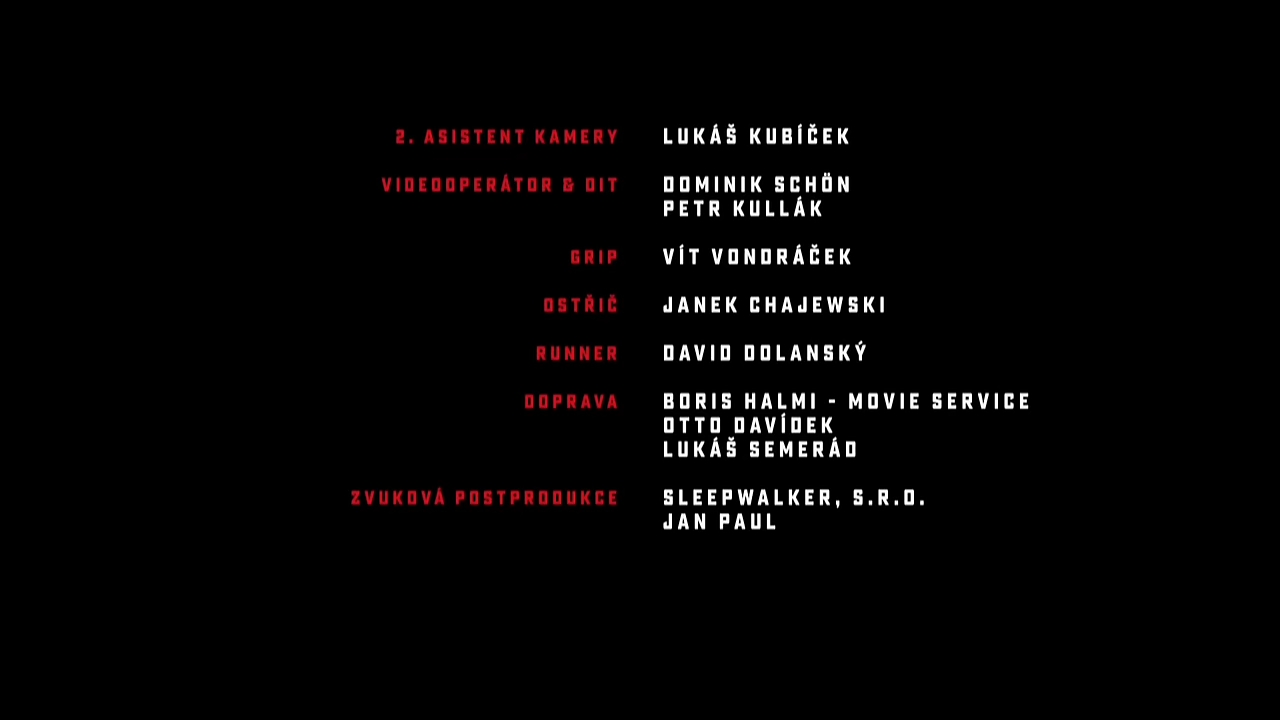 2. ASISTENT KAMERY LUKÁŠ KUBÍČEK
VIDEOOPERÁTOR & DIT DOMINIK SCHÖN
PETR KULLÁK
GRIP VÍT VONDRÁČEK
OSTŘIČ JANEK CHAJEWSKI
RUNNER DAVID DOLANSKÝ
DOPRAVA BORIS HALMI - MOVIE SERVICE
OTTO DAVÍDEK
LUKÁŠ SEMERÁD
ZVUKOVÁ POSTPRODUKCE SLEEPWALKER, S.R.O.
JAN PAUL